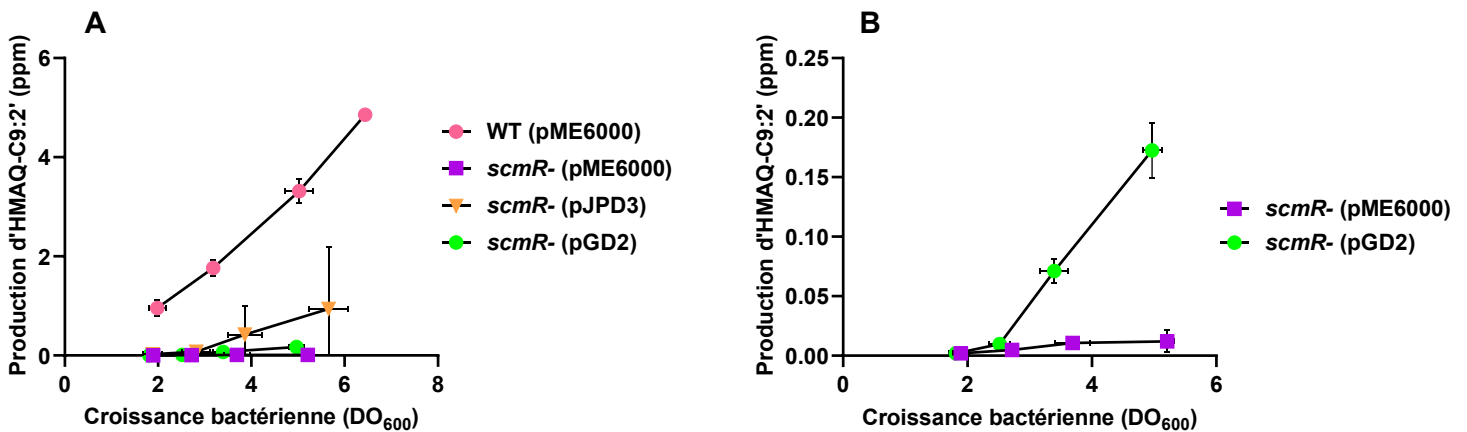 A
Production d'HMAQ-C9:2' (ppm)
6
4
2
0
0
2
4
6
8
Croissance bactérienne (DO600)
WT (pME6000)
scmR- (pME6000)
scmR- (pJPD3)
scmR- (pGD2)
B
Production d'HMAQ-C9:2' (ppm)
0.25
0.20
0.15
0.10
0.05
0.00
0
2
4
6
Croissance bactérienne (DO600)
scmR- (pME6000)
scmR- (pGD2)